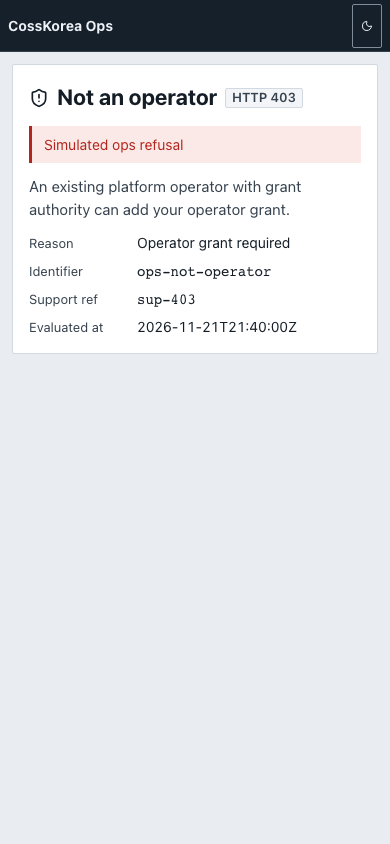 CossKorea Ops
Not an operator HTTP 403
Simulated ops refusal
An existing platform operator with grant
authority can add your operator grant.
Reason Operator grant required
Identifier ops-not-operator
Support ref sup-403
Evaluated at 2026-11-21T21:40:00Z